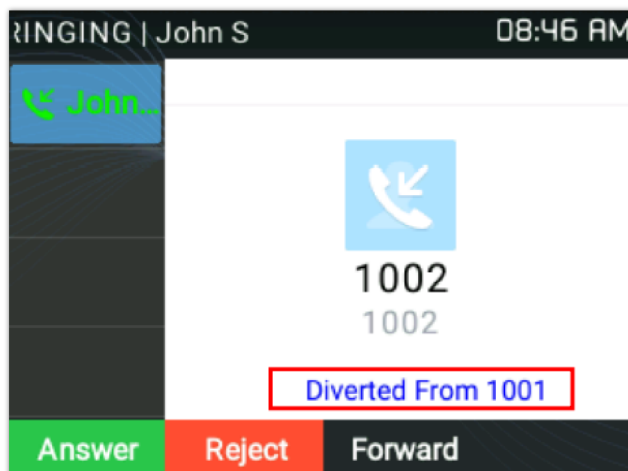 RINGING | John S
08:46 AM
John...
1002
1002
Diverted From 1001
Answer
Reject
Forward